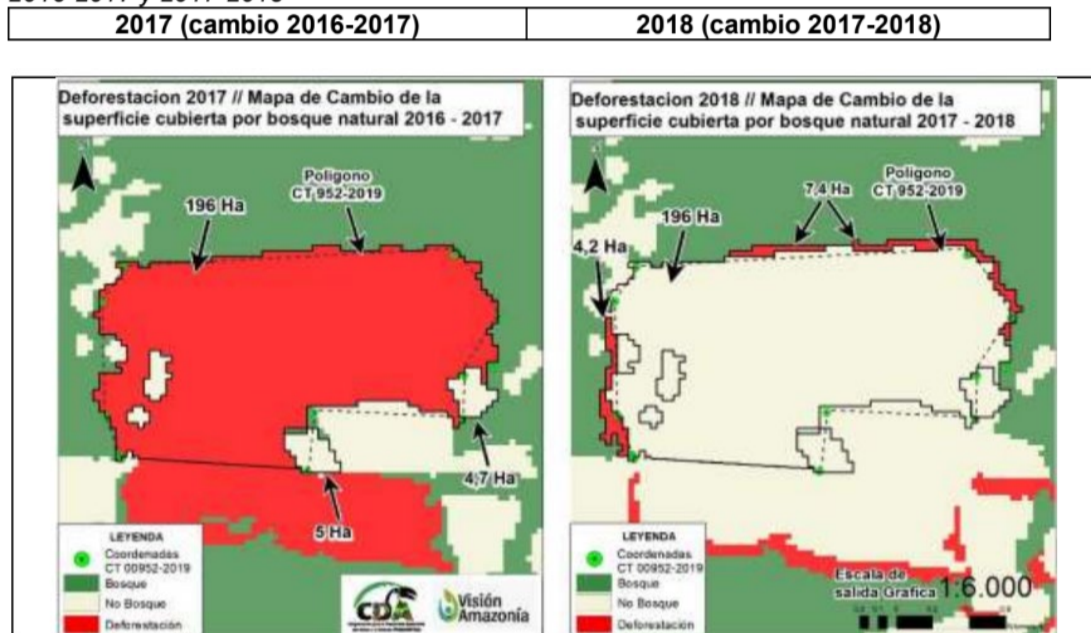 2017 (cambio 2016-2017)
2018 (cambio 2017-2018)
Deforestacion 2017 // Mapa de Cambio de la
superficie cubierta por bosque natural 2016 - 2017
196 Ha
Poligono
CT 952-2019
4,7 Ha
5 Ha
LEYENDA
Coordenadas
CT 00952-2019
Bosque
No Bosque
Deforestación
CDA
Visión
Amazonía
Deforestacion 2018 // Mapa de Cambio de la
superficie cubierta por bosque natural 2017 - 2018
7,4 Ha
Poligono
CT 952-2019
196 Ha
4,2 Ha
LEYENDA
Coordenadas
CT 00952-2019
Bosque
No Bosque
Deforestación
Escala de
salida Grafica 1:6.000